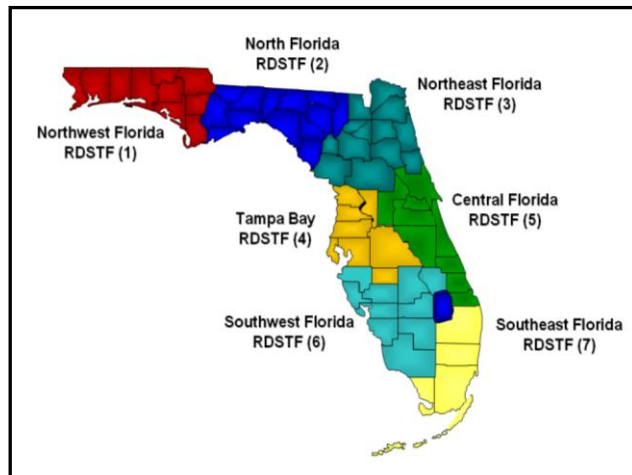 North Florida
RDSTF (2)
Northeast Florida
RDSTF (3)
Northwest Florida
RDSTF (1)
Central Florida
RDSTF (5)
Tampa Bay
RDSTF (4)
Southwest Florida
RDSTF (6)
Southeast Florida
RDSTF (7)